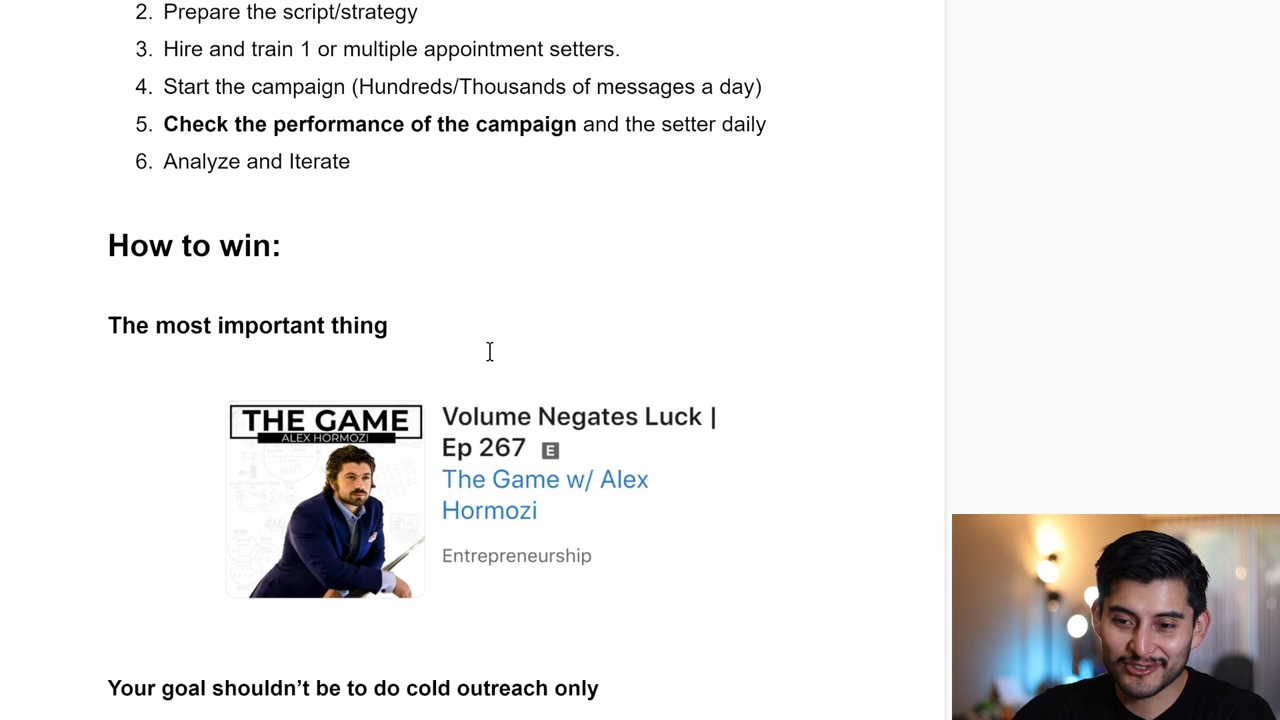 2. Prepare the script/strategy
3. Hire and train 1 or multiple appointment setters.
4. Start the campaign (Hundreds/Thousands of messages a day)
5. Check the performance of the campaign and the setter daily
6. Analyze and Iterate
How to win:
The most important thing
THE GAME
ALEX HORMOZI
Volume Negates Luck |
Ep 267 E
The Game w/ Alex
Hormozi
Entrepreneurship
Your goal shouldn’t be to do cold outreach only